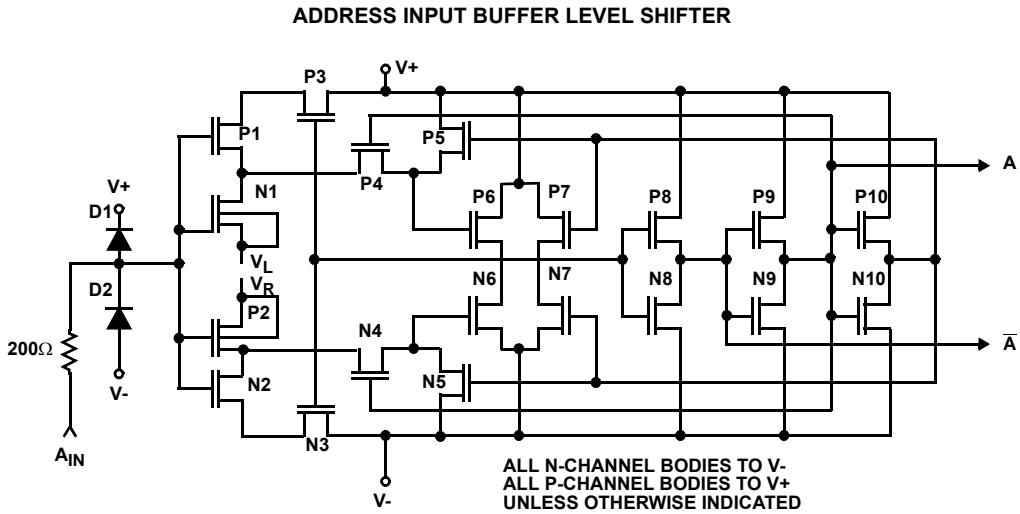 ADDRESS INPUT BUFFER LEVEL SHIFTER
P3
V+
P1
P5
P4
A
N1
P6
P7
P8
P9
P10
V+
D1
VL
VR
D2
P2
N6
N7
N8
N9
N10
N4
200Ω
A̅
V-
N2
N5
N3
AIN
V-
ALL N-CHANNEL BODIES TO V-
ALL P-CHANNEL BODIES TO V+
UNLESS OTHERWISE INDICATED